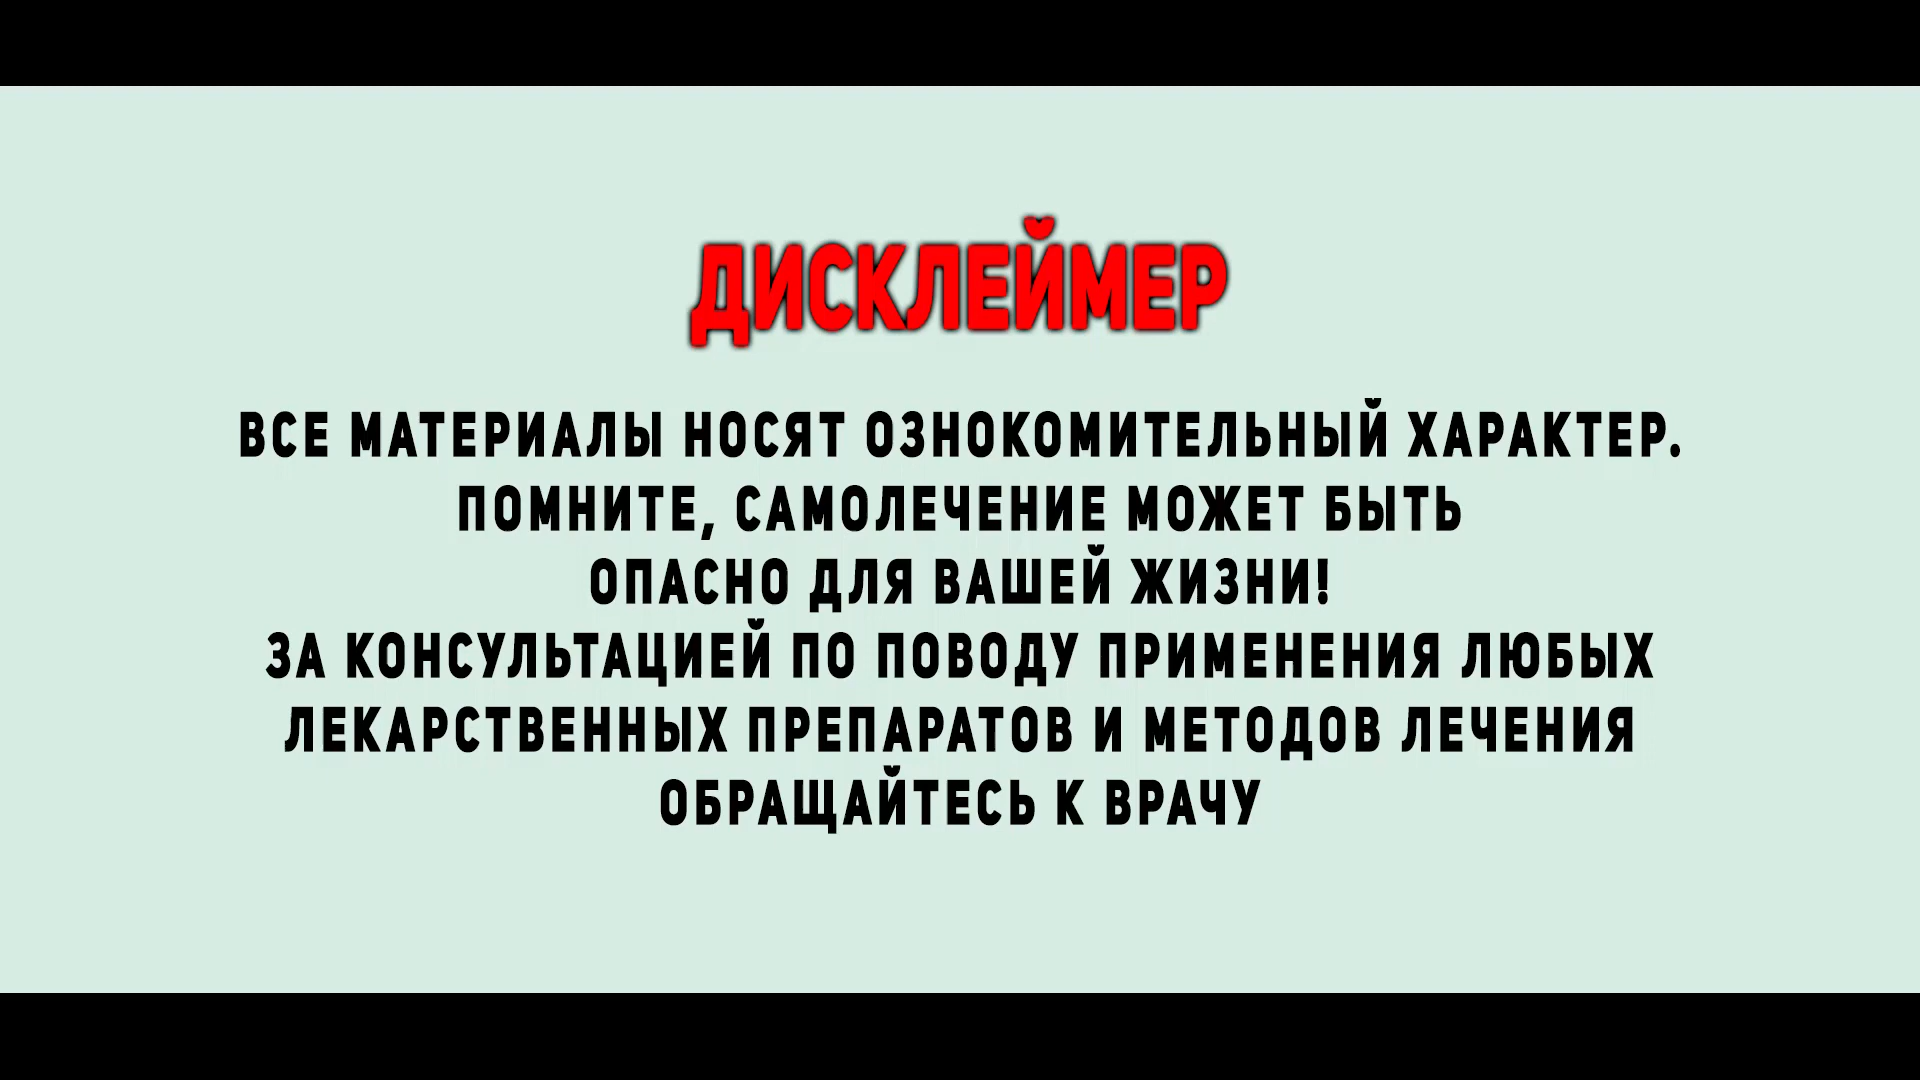 ДИСКЛЕЙМЕР
ВСЕ МАТЕРИАЛЫ НОСЯТ ОЗНОКОМИТЕЛЬНЫЙ ХАРАКТЕР.
ПОМНИТЕ, САМОЛЕЧЕНИЕ МОЖЕТ БЫТЬ
ОПАСНО ДЛЯ ВАШЕЙ ЖИЗНИ!
ЗА КОНСУЛЬТАЦИЕЙ ПО ПОВОДУ ПРИМЕНЕНИЯ ЛЮБЫХ
ЛЕКАРСТВЕННЫХ ПРЕПАРАТОВ И МЕТОДОВ ЛЕЧЕНИЯ
ОБРАЩАЙТЕСЬ К ВРАЧУ